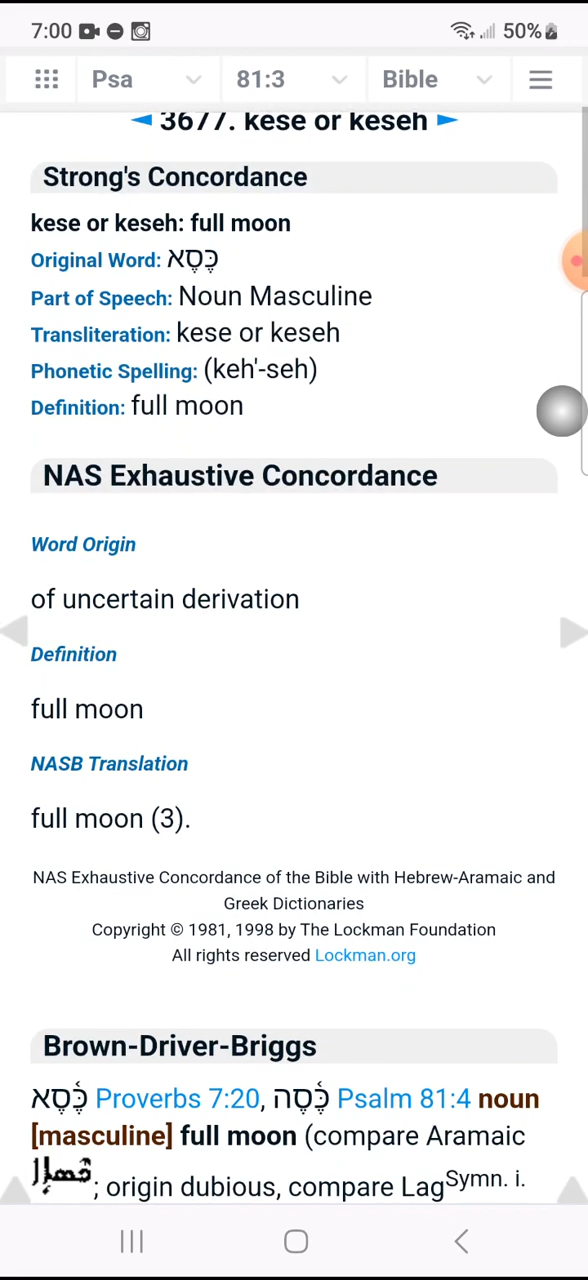 7:00 50%
Psa 81:3 Bible
3677. kese or keseh
Strong's Concordance
kese or keseh: full moon
Original Word: כֶּסֶא
Part of Speech: Noun Masculine
Transliteration: kese or keseh
Phonetic Spelling: (keh'-seh)
Definition: full moon
NAS Exhaustive Concordance
Word Origin
of uncertain derivation
Definition
full moon
NASB Translation
full moon (3).
NAS Exhaustive Concordance of the Bible with Hebrew-Aramaic and
Greek Dictionaries
Copyright © 1981, 1998 by The Lockman Foundation
All rights reserved Lockman.org
Brown-Driver-Briggs
כֶּ֫סֶא Proverbs 7:20, כֶּ֫סֶה Psalm 81:4 noun
[masculine] full moon (compare Aramaic
; origin dubious, compare Lag Symn. i.